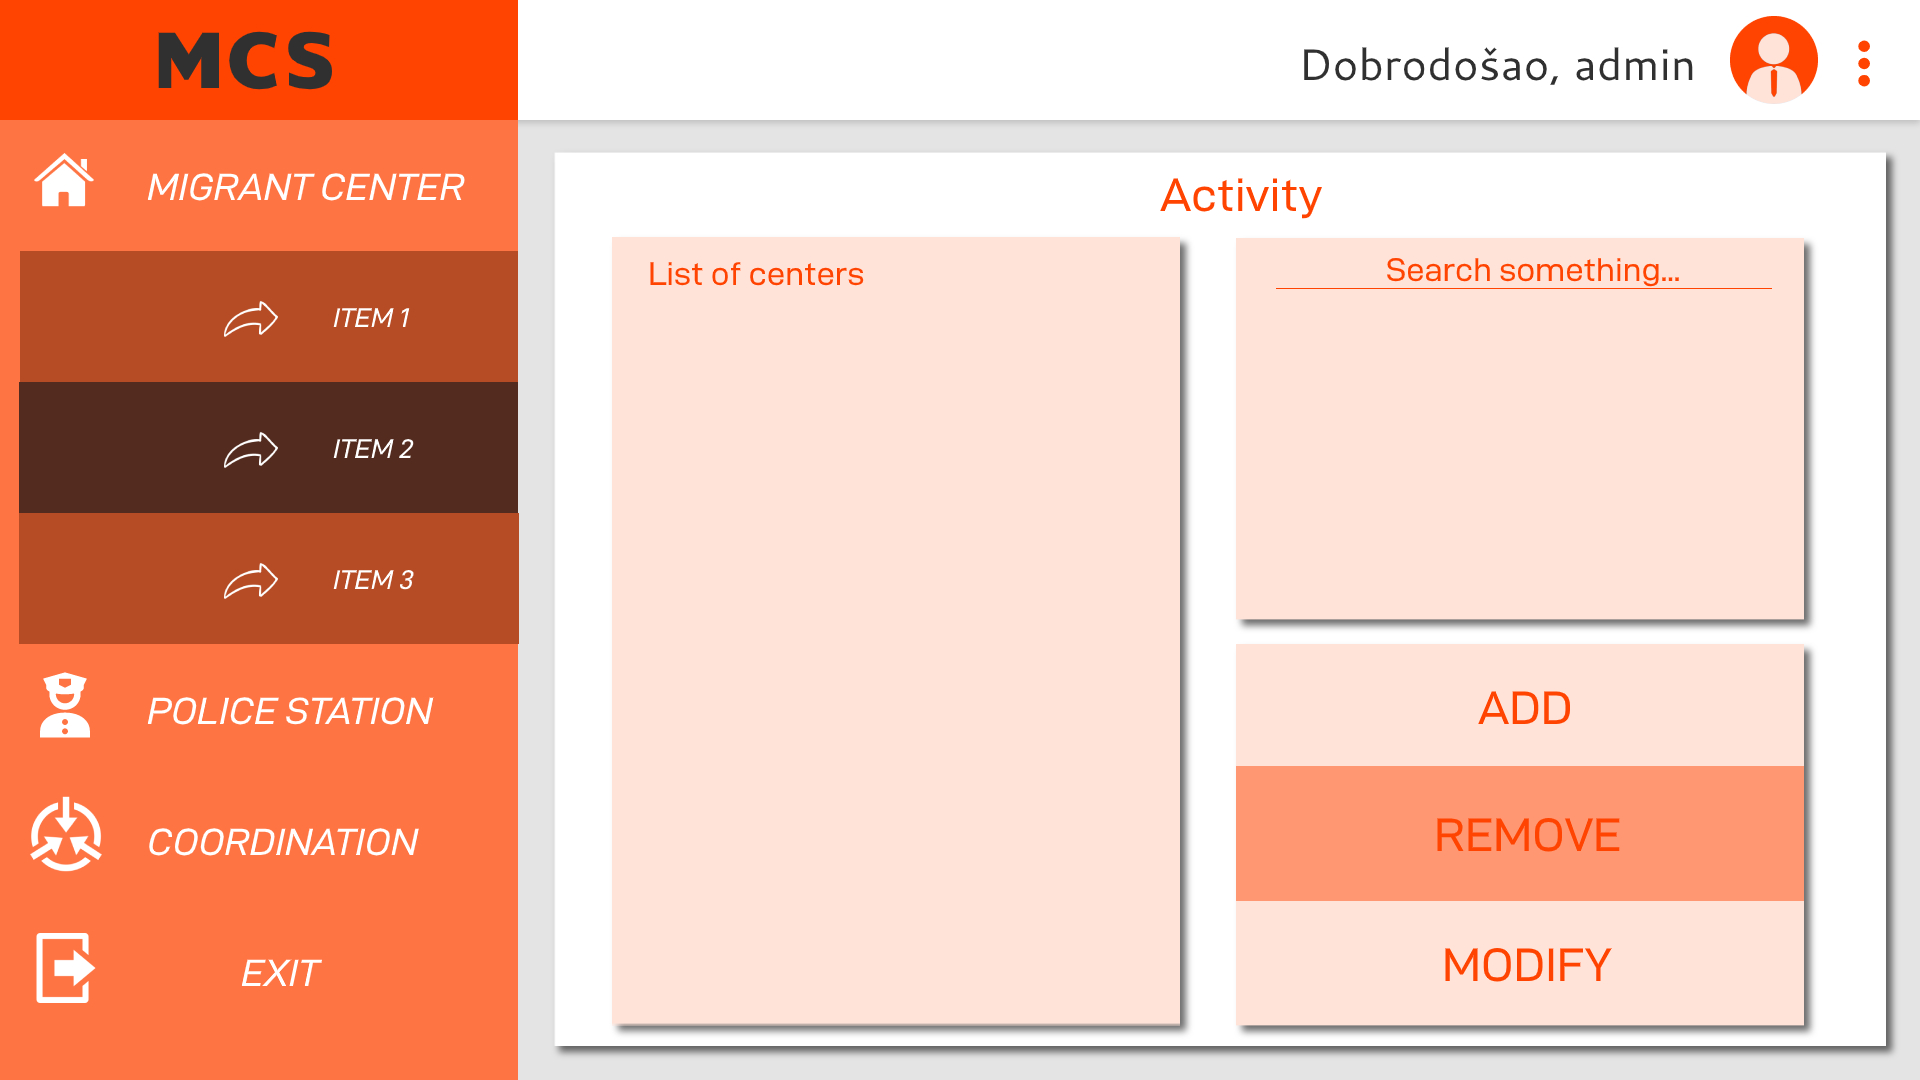 MCS
Dobrodošao, admin
MIGRANT CENTER
ITEM 1
ITEM 2
ITEM 3
POLICE STATION
COORDINATION
EXIT
Activity
List of centers
Search something...
ADD
REMOVE
MODIFY